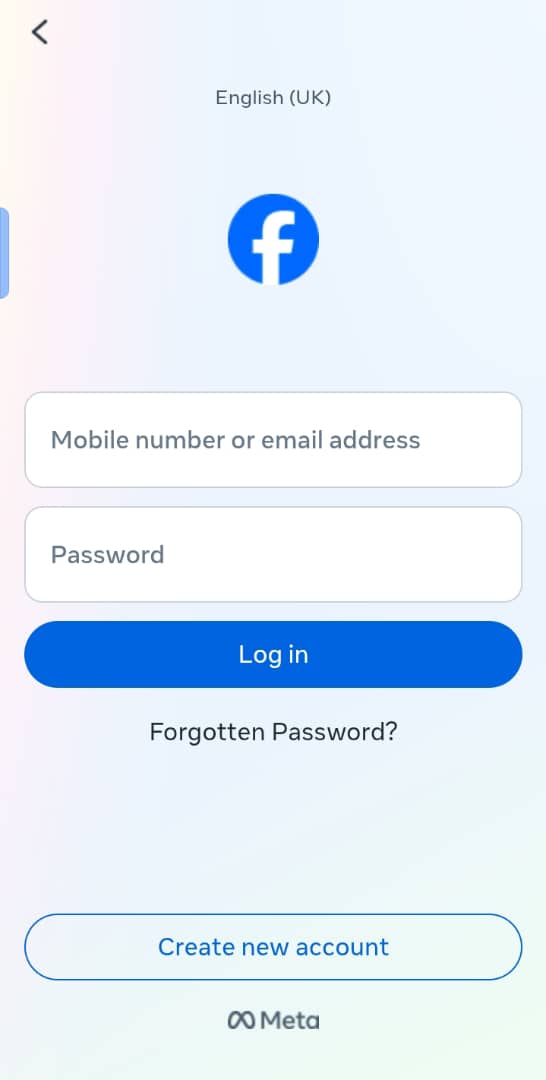 English (UK)
Mobile number or email address
Password
Log in
Forgotten Password?
Create new account
Meta